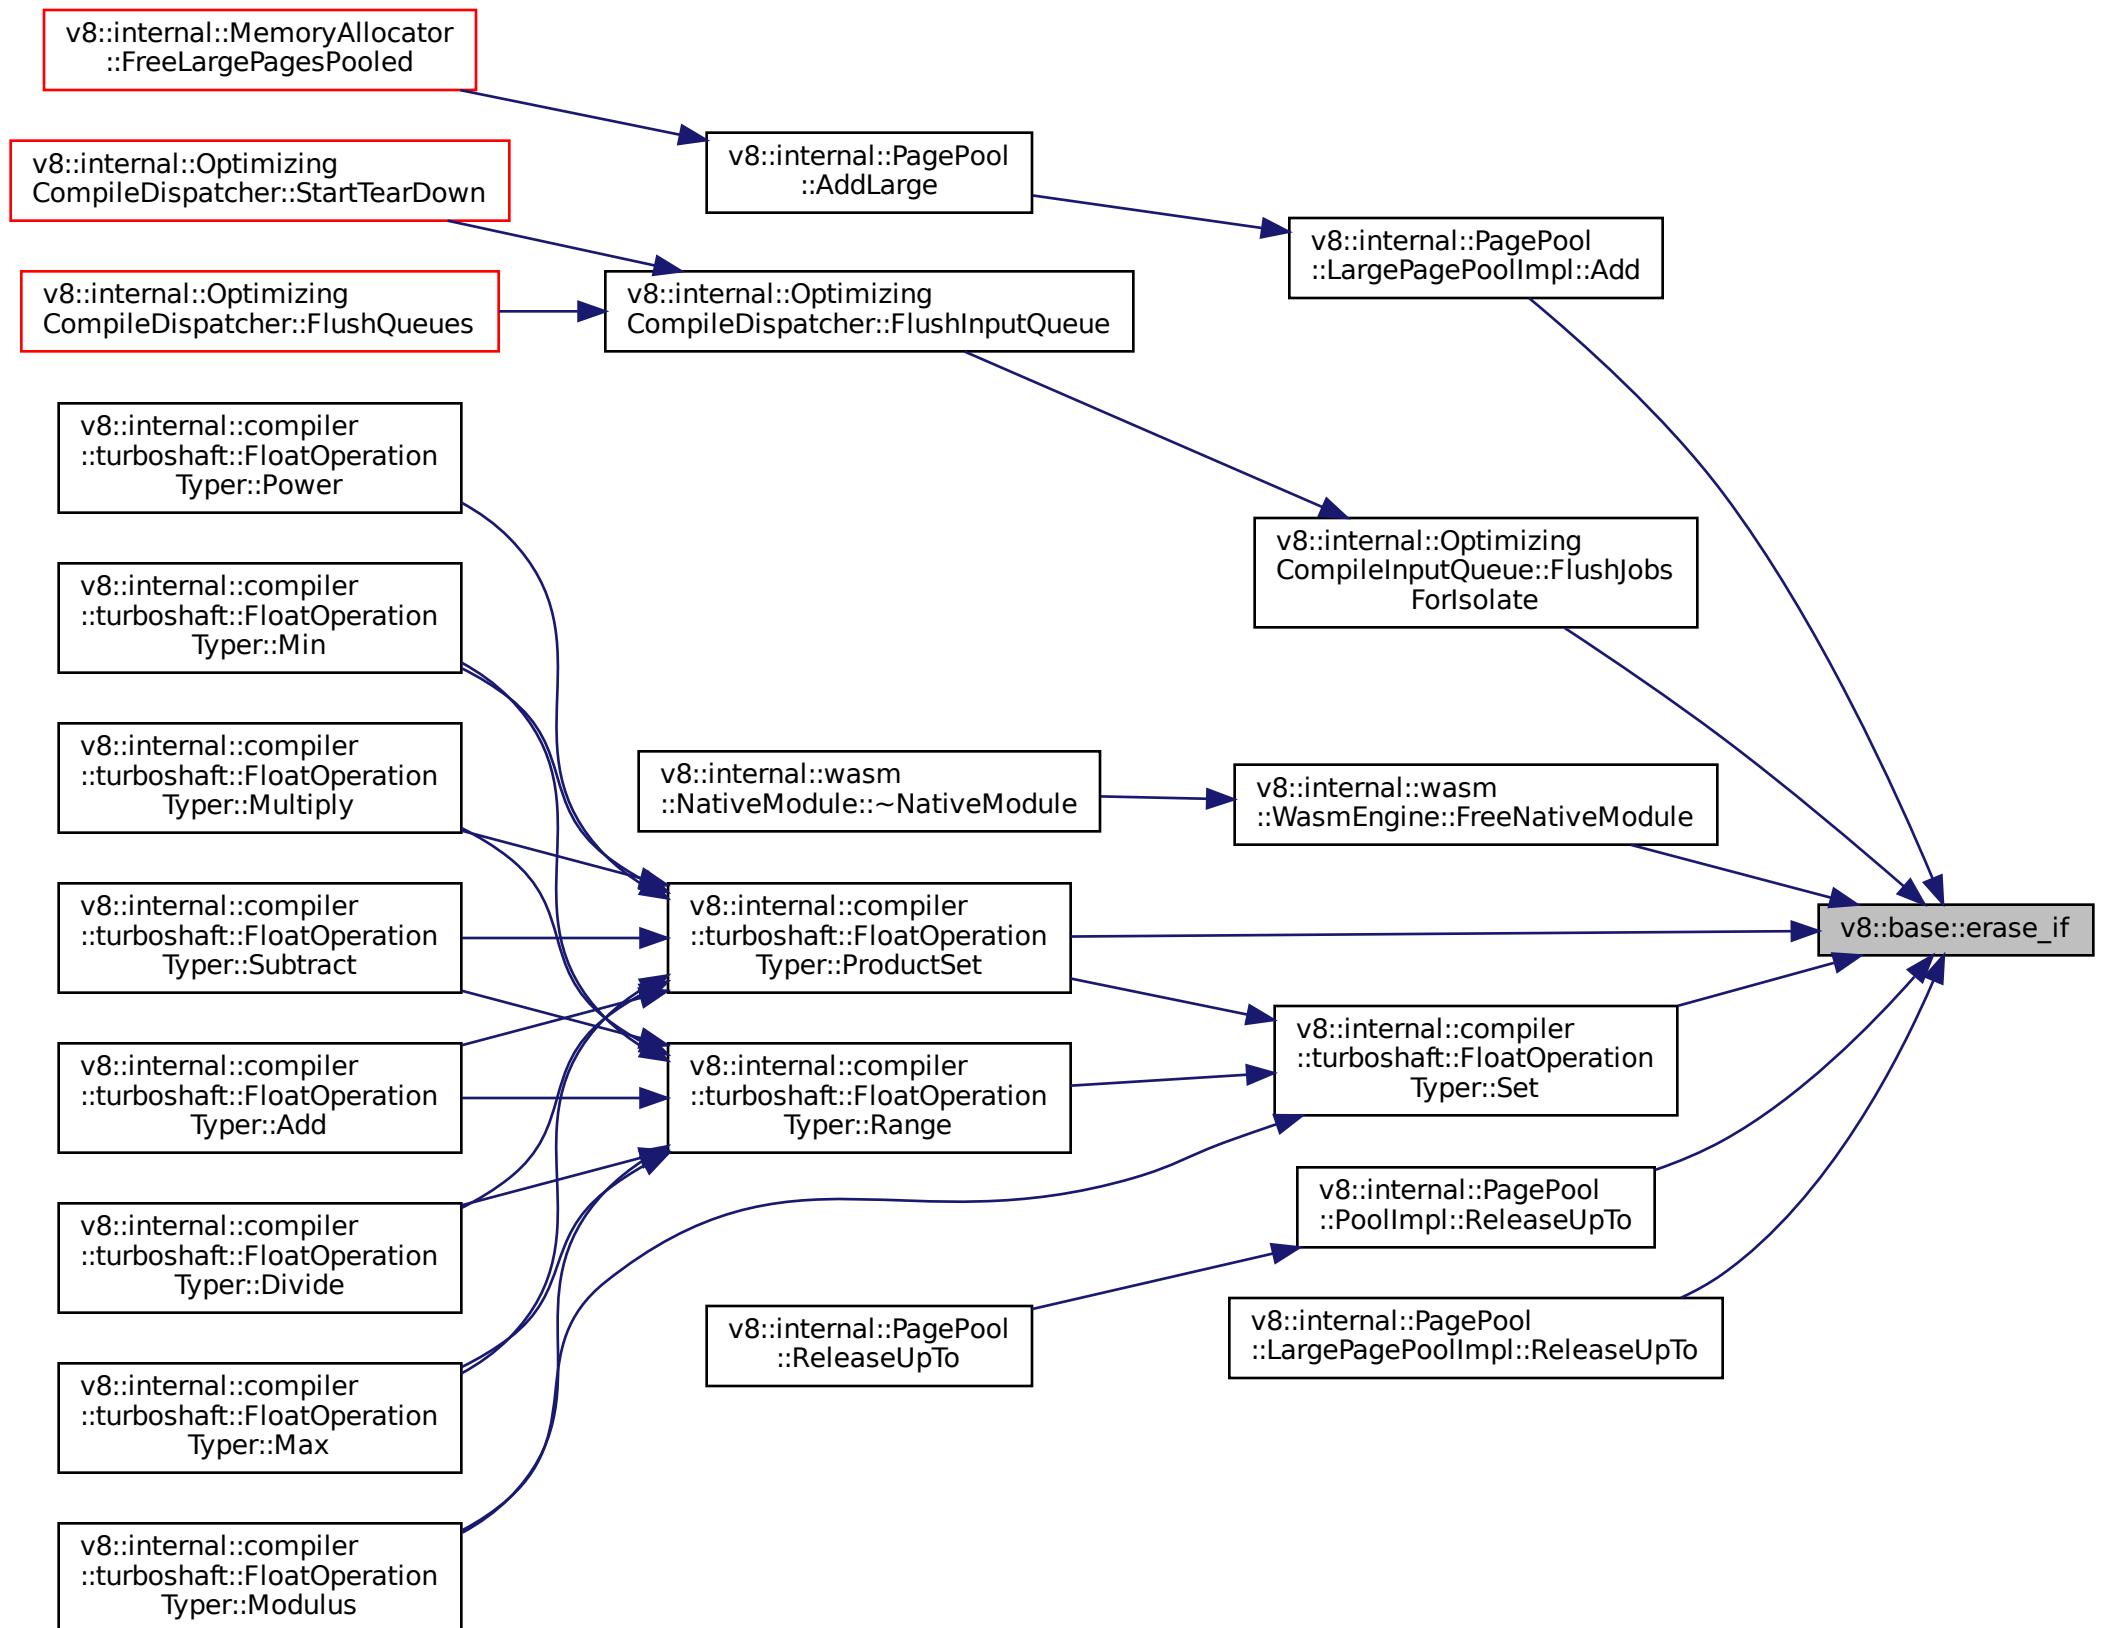 v8::internal::MemoryAllocator
::FreeLargePagesPooled
v8::internal::Optimizing
CompileDispatcher::StartTearDown
v8::internal::Optimizing
CompileDispatcher::FlushQueues
v8::internal::compiler
::turboshaft::FloatOperation
Typer::Power
v8::internal::compiler
::turboshaft::FloatOperation
Typer::Min
v8::internal::compiler
::turboshaft::FloatOperation
Typer::Multiply
v8::internal::compiler
::turboshaft::FloatOperation
Typer::Subtract
v8::internal::compiler
::turboshaft::FloatOperation
Typer::Add
v8::internal::compiler
::turboshaft::FloatOperation
Typer::Divide
v8::internal::compiler
::turboshaft::FloatOperation
Typer::Max
v8::internal::compiler
::turboshaft::FloatOperation
Typer::Modulus
v8::internal::PagePool
::AddLarge
v8::internal::Optimizing
CompileDispatcher::FlushInputQueue
v8::internal::wasm
::NativeModule::~NativeModule
v8::internal::compiler
::turboshaft::FloatOperation
Typer::ProductSet
v8::internal::compiler
::turboshaft::FloatOperation
Typer::Range
v8::internal::PagePool
::ReleaseUpTo
v8::internal::PagePool
::LargePagePoolImpl::Add
v8::internal::Optimizing
CompileInputQueue::FlushJobs
ForIsolate
v8::internal::wasm
::WasmEngine::FreeNativeModule
v8::internal::compiler
::turboshaft::FloatOperation
Typer::Set
v8::internal::PagePool
::PoolImpl::ReleaseUpTo
v8::internal::PagePool
::LargePagePoolImpl::ReleaseUpTo
v8::base::erase_if